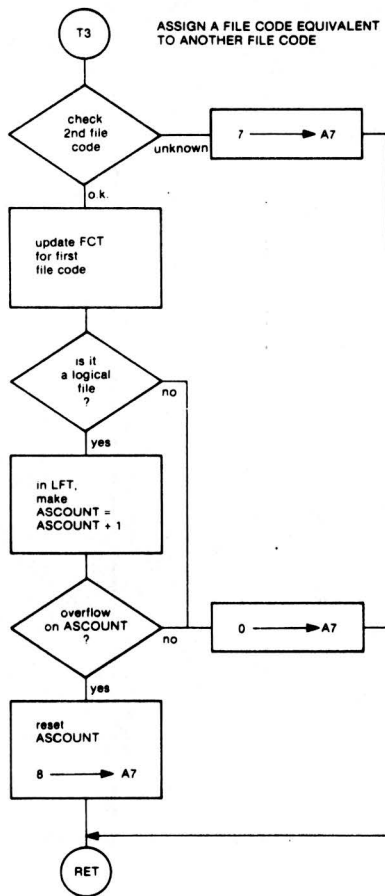 T3
ASSIGN A FILE CODE EQUIVALENT
TO ANOTHER FILE CODE
check
2nd file
code
unknown
7 → A7
o.k.
update FCT
for first
file code
is it
a logical
file
?
no
yes
in LFT,
make
ASCOUNT =
ASCOUNT + 1
overflow
on ASCOUNT
?
no
0 → A7
yes
reset
ASCOUNT
8 → A7
RET